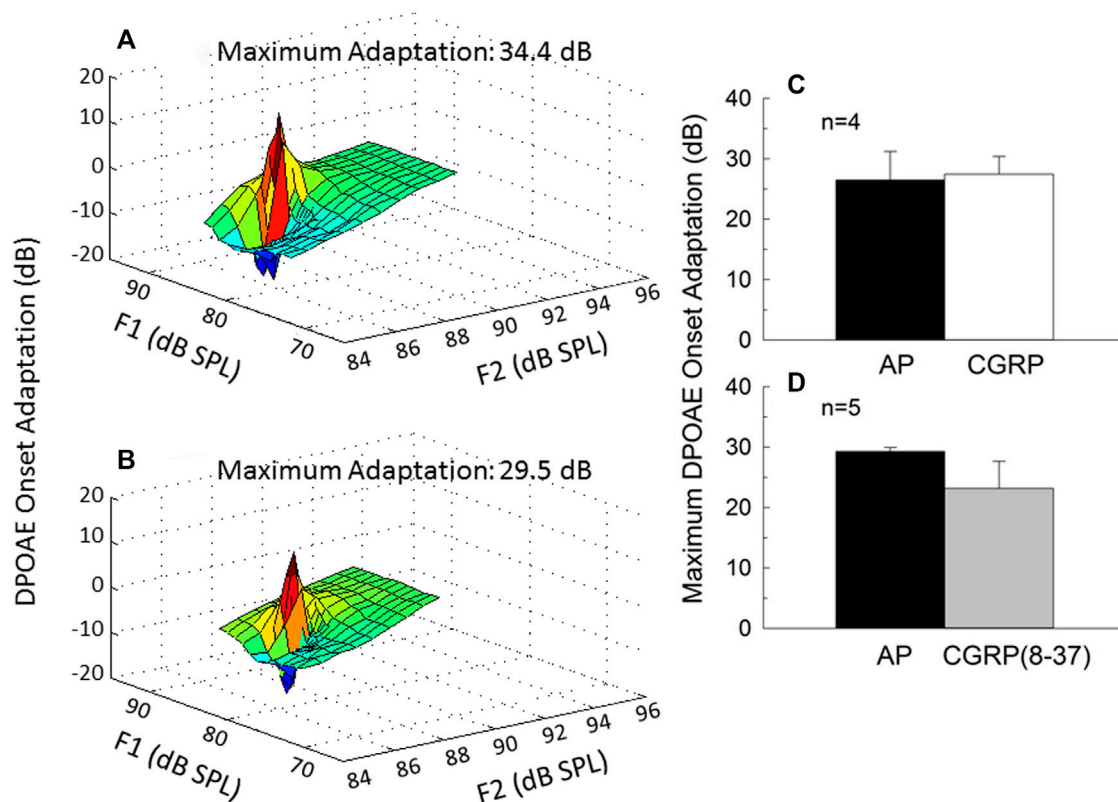 A
Maximum Adaptation: 34.4 dB
20
10
0
-10
-20
90
80
70
F1 (dB SPL)
84 86 88 90 92 94 96
F2 (dB SPL)
DPOAE Onset Adaptation (dB)
B
Maximum Adaptation: 29.5 dB
20
10
0
-10
-20
90
80
70
F1 (dB SPL)
84 86 88 90 92 94 96
F2 (dB SPL)
Maximum DPOAE Onset Adaptation (dB)
C
n=4
40
30
20
10
0
AP CGRP
D
n=5
40
30
20
10
0
AP CGRP(8-37)